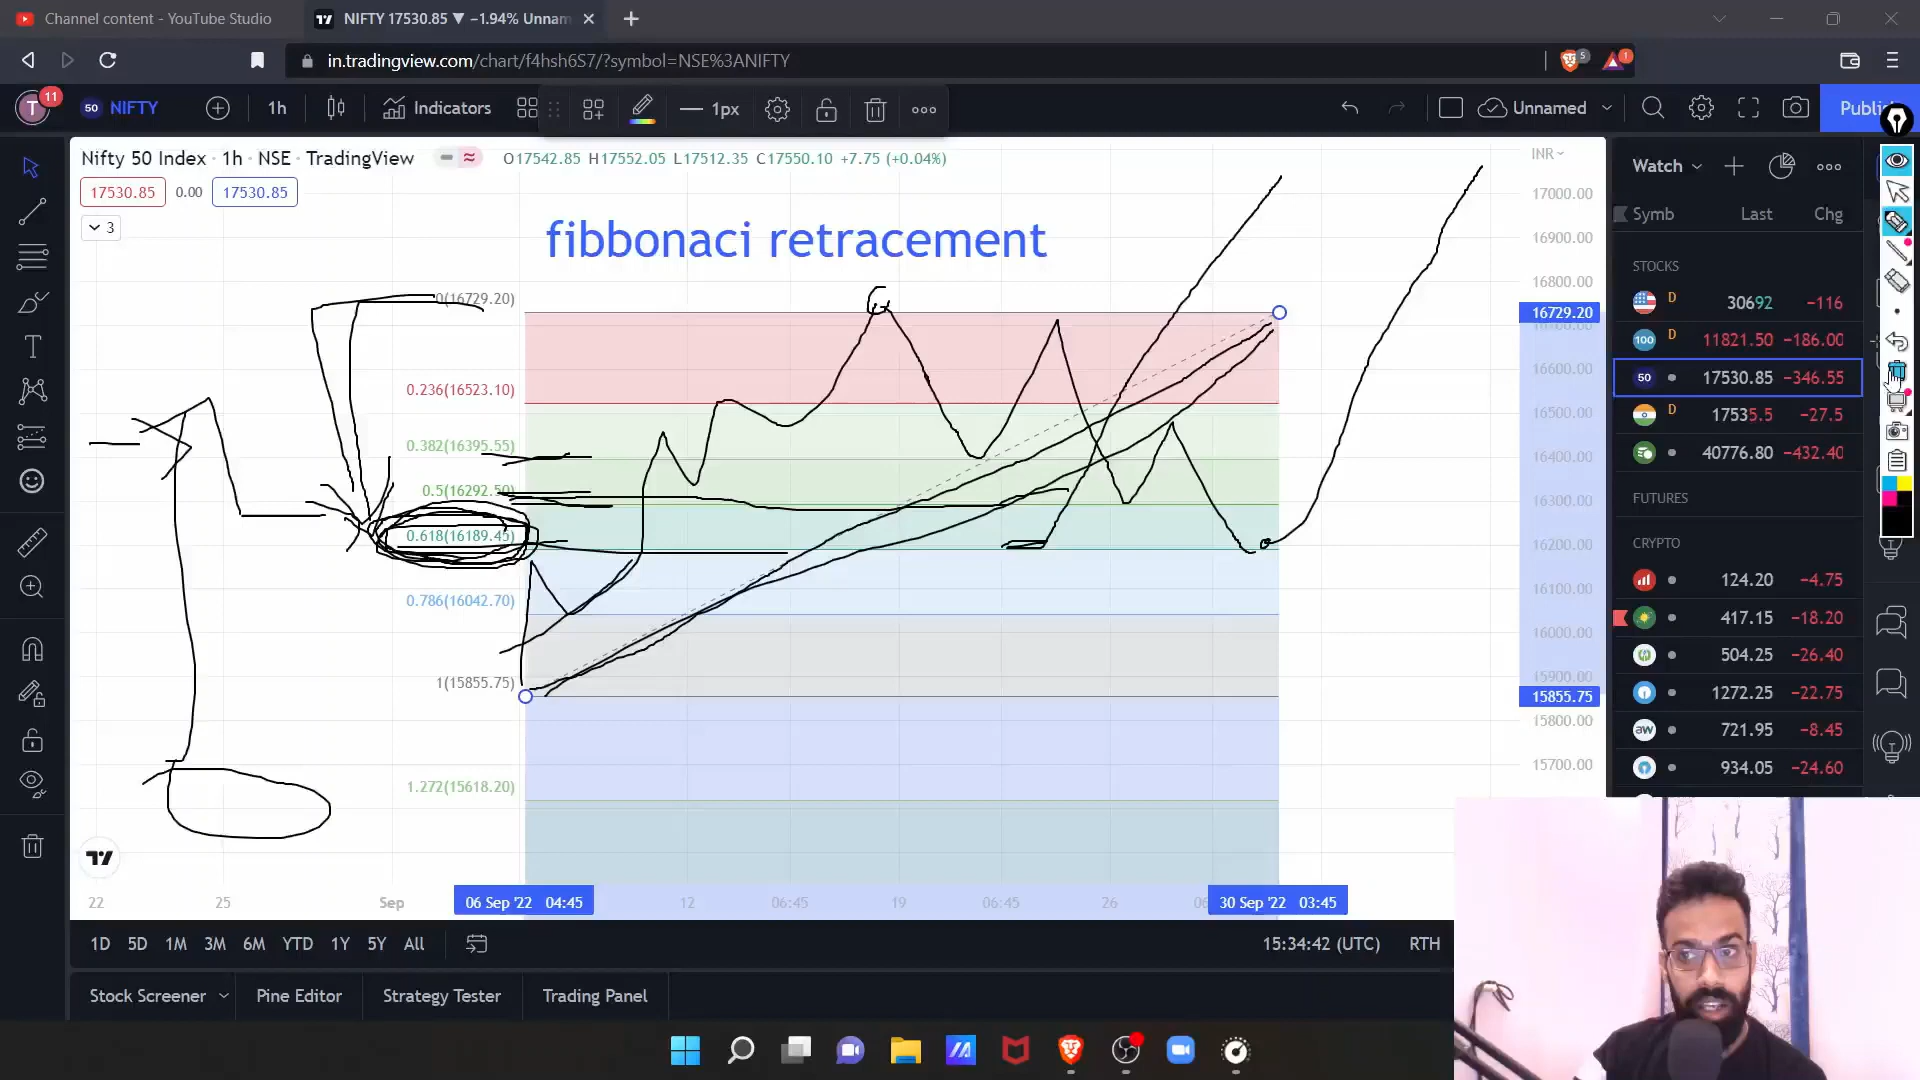 Channel content - YouTube Studio
NIFTY 17530.85 ▼ −1.94% Unnam
in.tradingview.com/chart/f4hsh6S7/?symbol=NSE%3ANIFTY
5
1
T
11
50 NIFTY
1h
Indicators
1px
Unnamed
Publi
Nifty 50 Index · 1h · NSE · TradingView
O17542.85 H17552.05 L17512.35 C17550.10 +7.75 (+0.04%)
17530.85 0.00 17530.85
3
fibbonaci retracement
0(16729.20)
0.236(16523.10)
0.382(16395.55)
0.5(16292.50)
0.618(16189.45)
0.786(16042.70)
1(15855.75)
1.272(15618.20)
INR
17000.00
16900.00
16800.00
16729.20
16600.00
16500.00
16400.00
16300.00
16200.00
16100.00
16000.00
15900.00
15855.75
15800.00
15700.00
22
25
Sep
06 Sep '22 04:45
12
06:45
19
06:45
26
30 Sep '22 03:45
Watch
Symb Last Chg
STOCKS
D 30692 −116
100 D 11821.50 −186.00
50 17530.85 −346.55
D 17535.5 −27.5
40776.80 −432.40
FUTURES
CRYPTO
124.20 −4.75
417.15 −18.20
504.25 −26.40
1272.25 −22.75
aw 721.95 −8.45
934.05 −24.60
1D 5D 1M 3M 6M YTD 1Y 5Y All
15:34:42 (UTC) RTH
Stock Screener Pine Editor Strategy Tester Trading Panel